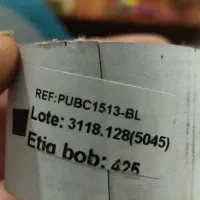 REF:PUBC1513-BL
Lote: 3118.128(5045)
Etiq bob: 425